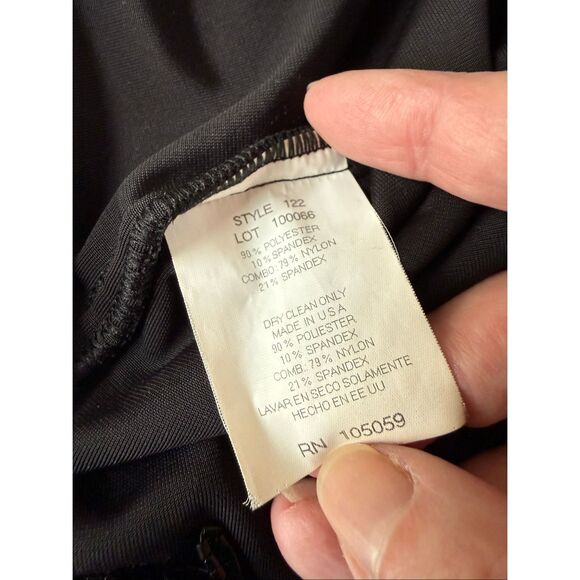 STYLE 122
LOT 100066
90% POLYESTER
10% SPANDEX
COMBO: 79% NYLON
21% SPANDEX
DRY CLEAN ONLY
MADE IN U S A
90% POLIESTER
10% SPANDEX
COMB: 79% NYLON
21% SPANDEX
LAVAR EN SECO SOLAMENTE
HECHO EN EE UU
RN 105059